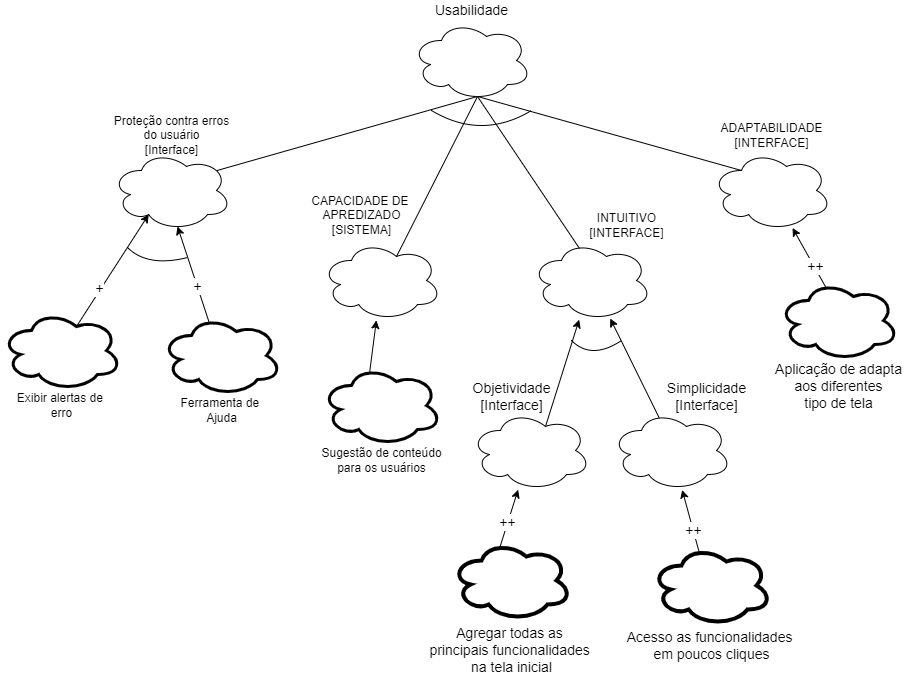 Usabilidade
Proteção contra erros
do usuário
[Interface]
ADAPTABILIDADE
[INTERFACE]
CAPACIDADE DE
APREDIZADO
[SISTEMA]
INTUITIVO
[INTERFACE]
+
+
++
Exibir alertas de
erro
Ferramenta de
Ajuda
Aplicação de adapta
aos diferentes
tipo de tela
Objetividade
[Interface]
Simplicidade
[Interface]
Sugestão de conteúdo
para os usuários
++
++
Agregar todas as
principais funcionalidades
na tela inicial
Acesso as funcionalidades
em poucos cliques